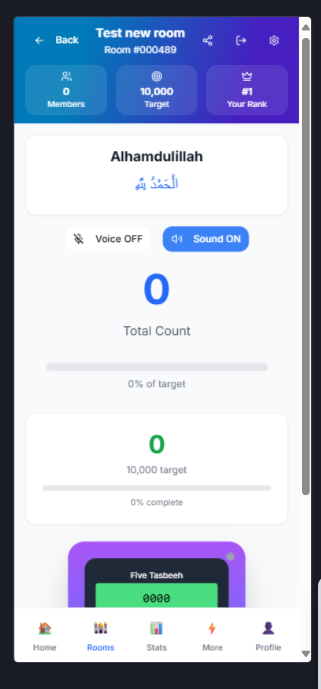 Test new room
Back
Room #000489
0
Members
10,000
Target
#1
Your Rank
Alhamdulillah
الْحَمْدُ لِلَّهِ
Voice OFF
Sound ON
0
Total Count
0% of target
0
10,000 target
0% complete
Five Tasbeeh
0000
Home
Rooms
Stats
More
Profile